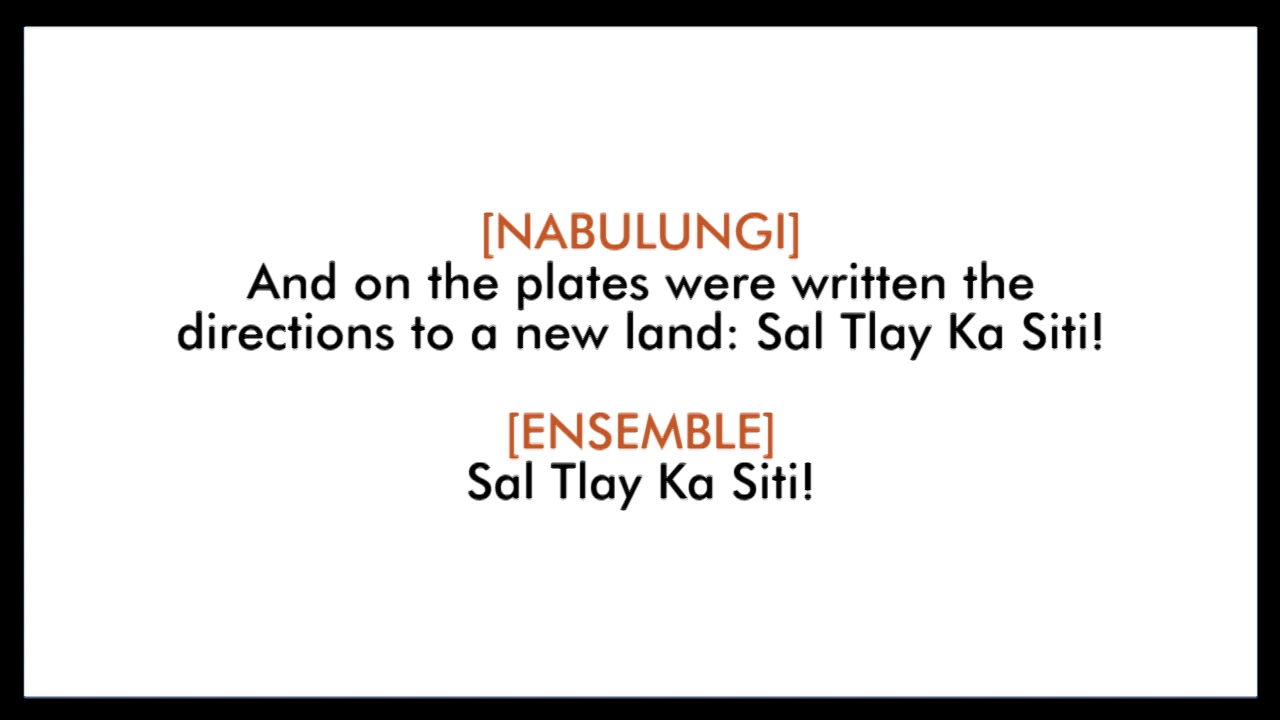 [NABULUNGI]
And on the plates were written the
directions to a new land: Sal Tlay Ka Siti!
[ENSEMBLE]
Sal Tlay Ka Siti!